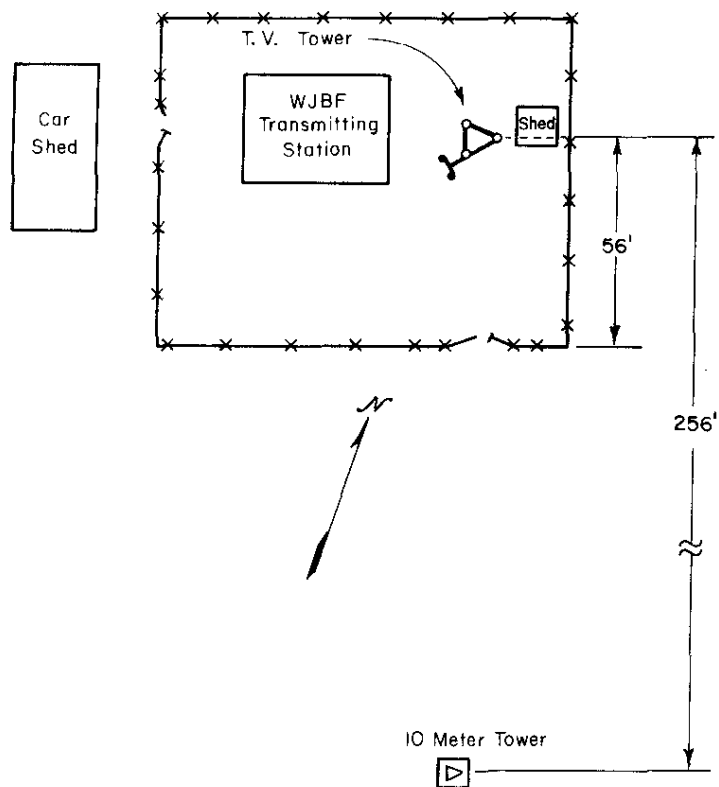 T.V. Tower
Car
Shed
WJBF
Transmitting
Station
Shed
56'
N
256'
10 Meter Tower